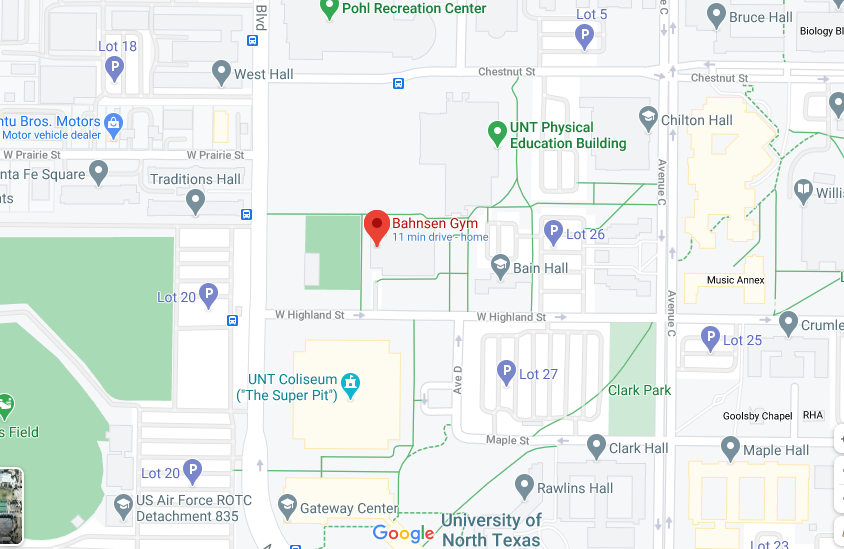 Pohl Recreation Center
Blvd
Lot 5
Bruce Hall
Biology Bl
Lot 18
West Hall
Chestnut St
Chestnut St
ntu Bros. Motors
Motor vehicle dealer
UNT Physical
Education Building
Chilton Hall
W Prairie St
W Prairie St
anta Fe Square
nts
Traditions Hall
Avenue C
Willis
Bahnsen Gym
11 min drive - home
Lot 26
Bain Hall
Music Annex
Lot 20
W Highland St
W Highland St
Avenue C
Crumle
Lot 25
UNT Coliseum
("The Super Pit")
Ave D
Lot 27
Clark Park
Goolsby Chapel
RHA
s Field
Maple St
Clark Hall
Maple Hall
Lot 20
US Air Force ROTC
Detachment 835
Rawlins Hall
Gateway Center
Google
University of
North Texas
Lot 23